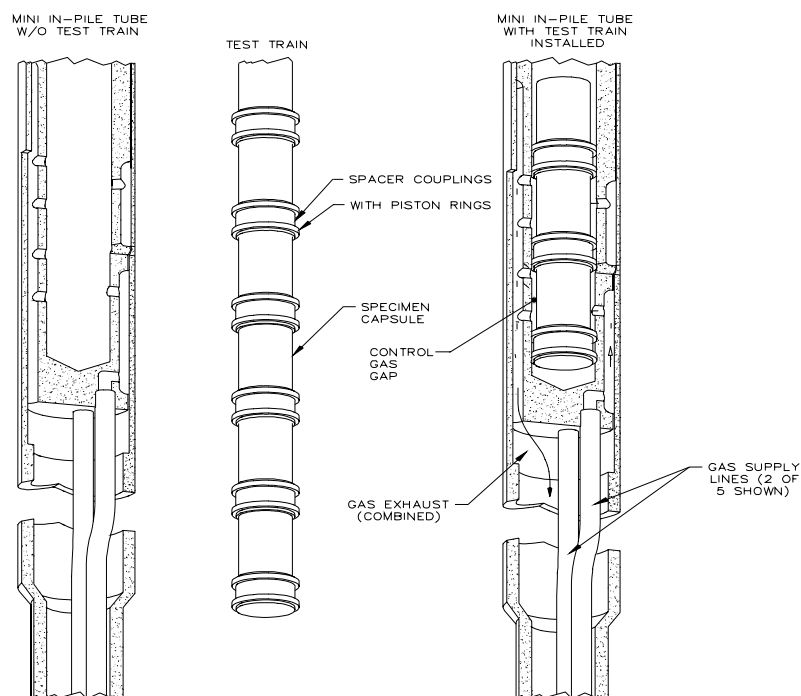 MINI IN-PILE TUBE
W/O TEST TRAIN
TEST TRAIN
MINI IN-PILE TUBE
WITH TEST TRAIN
INSTALLED
SPACER COUPLINGS
WITH PISTON RINGS
SPECIMEN
CAPSULE
CONTROL
GAS
GAP
GAS SUPPLY
LINES (2 OF
5 SHOWN)
GAS EXHAUST
(COMBINED)